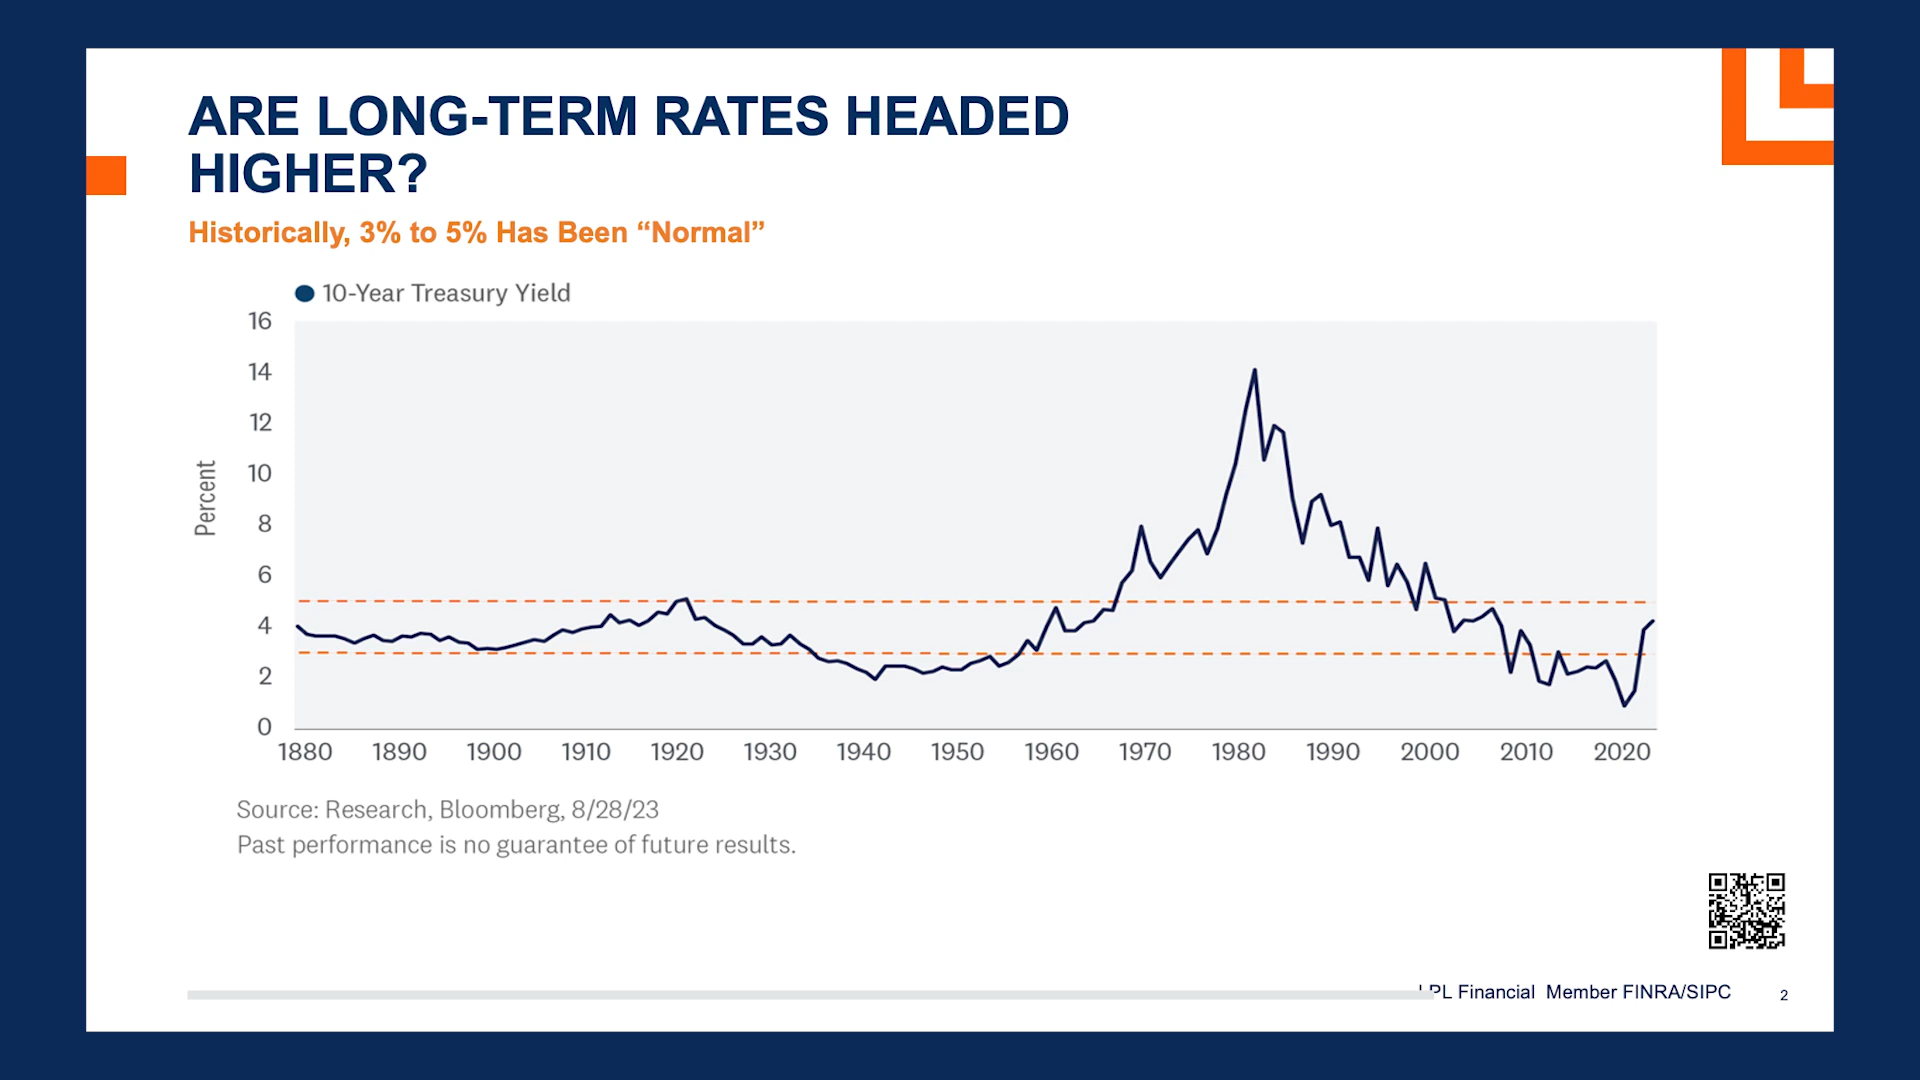 ARE LONG-TERM RATES HEADED
HIGHER?
Historically, 3% to 5% Has Been “Normal”
10-Year Treasury Yield
16
14
12
10
8
6
4
2
0
Percent
1880 1890 1900 1910 1920 1930 1940 1950 1960 1970 1980 1990 2000 2010 2020
Source: Research, Bloomberg, 8/28/23
Past performance is no guarantee of future results.
LPL Financial Member FINRA/SIPC
2